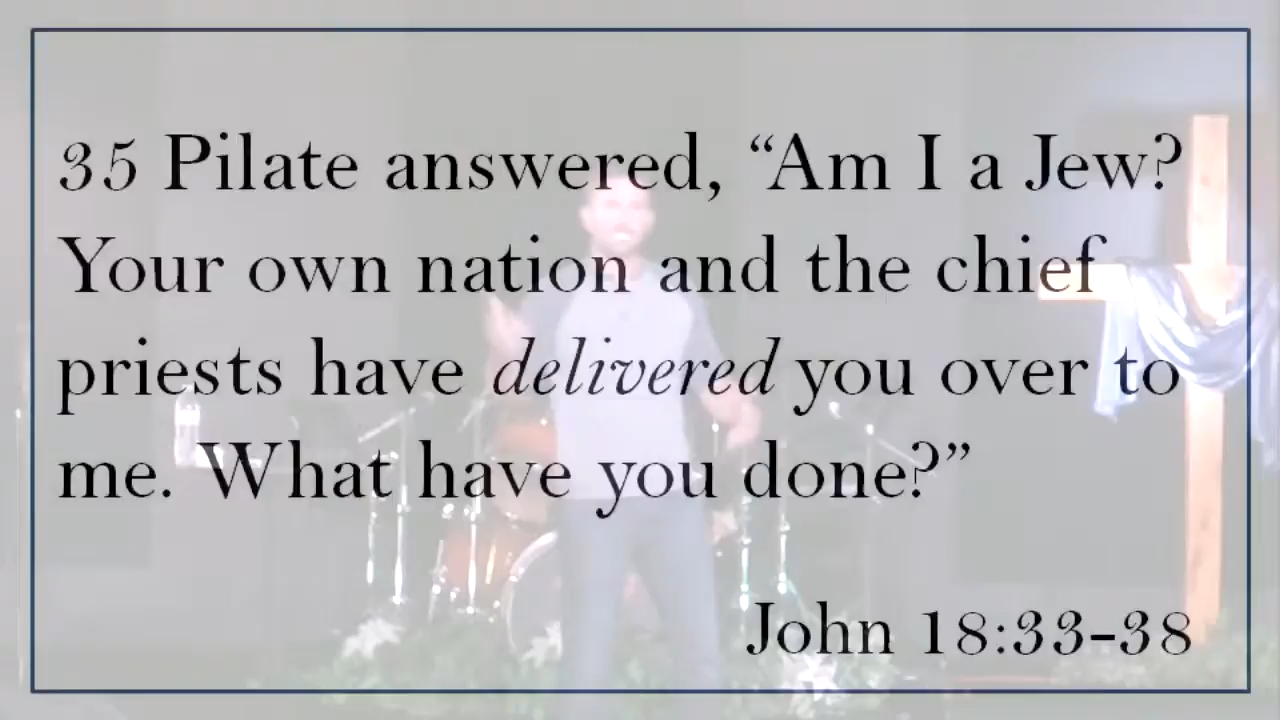 35 Pilate answered, “Am I a Jew?
Your own nation and the chief
priests have delivered you over to
me. What have you done?”
John 18:33-38